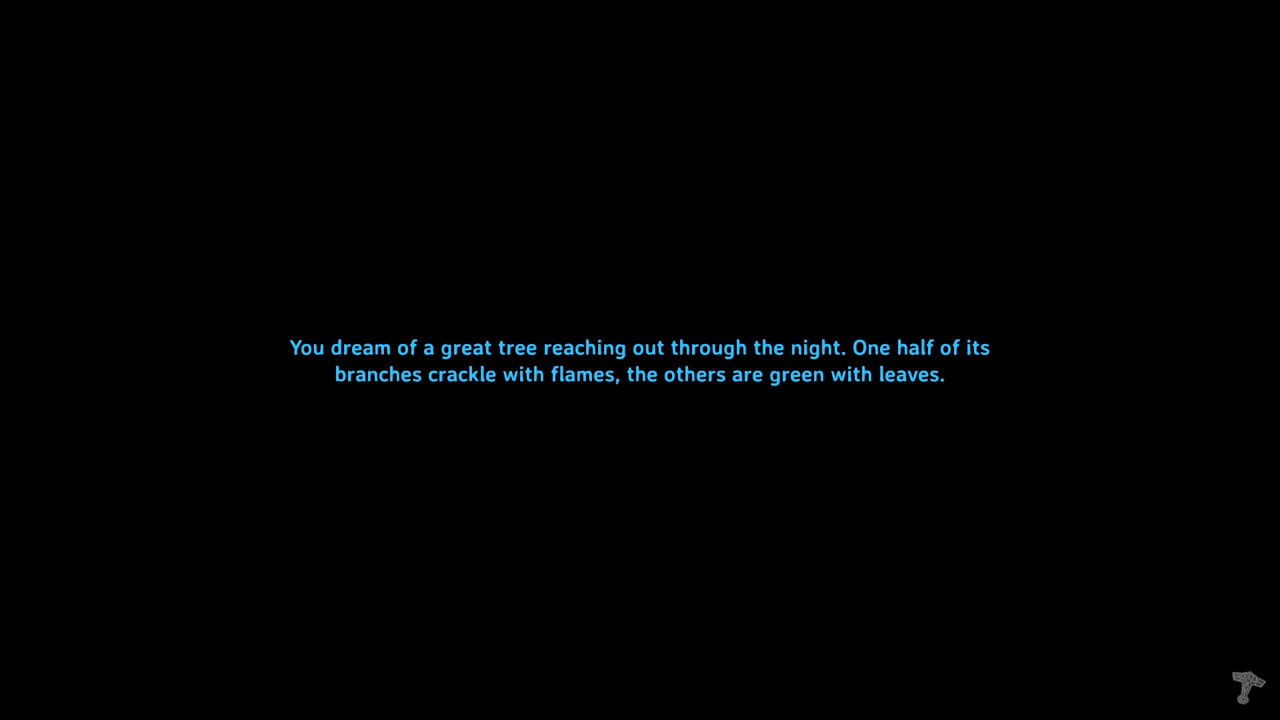 You dream of a great tree reaching out through the night. One half of its
branches crackle with flames, the others are green with leaves.